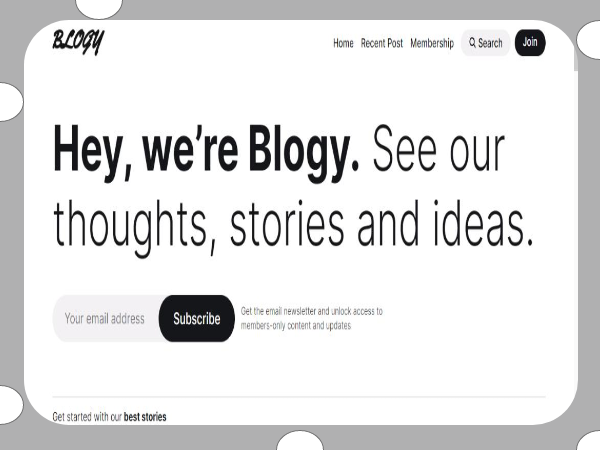 BLOGY
Home Recent Post Membership Search Join
Hey, we’re Blogy. See our
thoughts, stories and ideas.
Your email address Subscribe
Get the email newsletter and unlock access to
members-only content and updates
Get started with our best stories